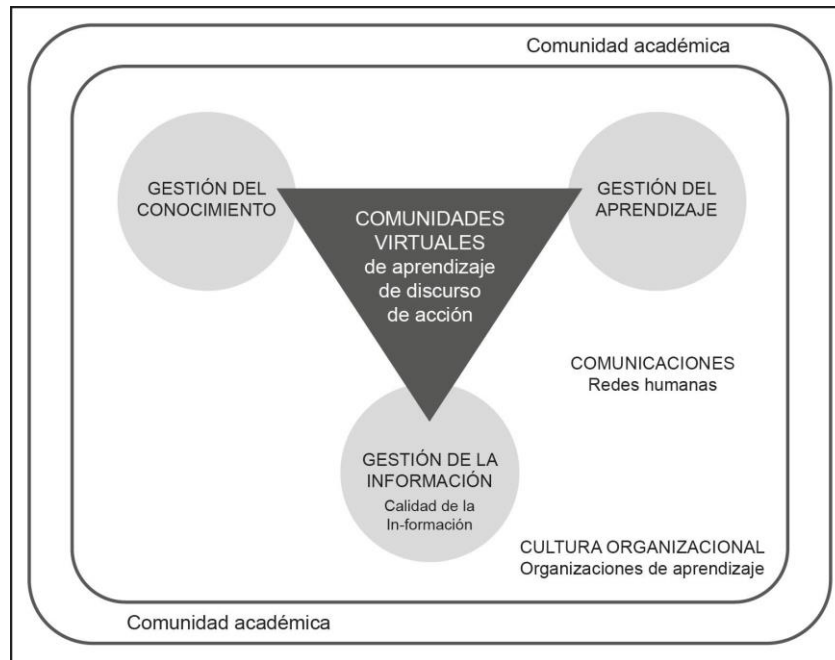 Comunidad académica
GESTIÓN DEL
CONOCIMIENTO
COMUNIDADES
VIRTUALES
de aprendizaje
de discurso
de acción
GESTIÓN DEL
APRENDIZAJE
COMUNICACIONES
Redes humanas
GESTIÓN DE LA
INFORMACIÓN
Calidad de la
In-formación
CULTURA ORGANIZACIONAL
Organizaciones de aprendizaje
Comunidad académica